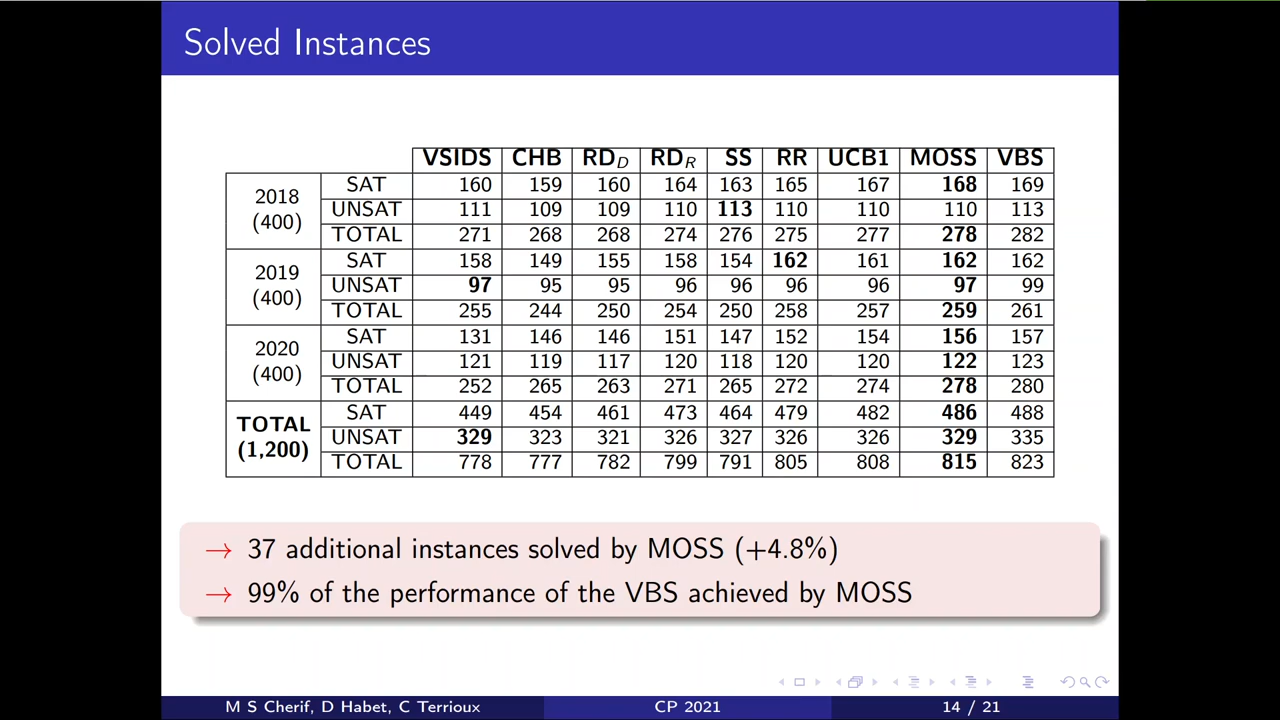 Solved Instances
VSIDS CHB RD_D RD_R SS RR UCB1 MOSS VBS
2018 (400) SAT 160 159 160 164 163 165 167 168 169
UNSAT 111 109 109 110 113 110 110 110 113
TOTAL 271 268 268 274 276 275 277 278 282
2019 (400) SAT 158 149 155 158 154 162 161 162 162
UNSAT 97 95 95 96 96 96 96 97 99
TOTAL 255 244 250 254 250 258 257 259 261
2020 (400) SAT 131 146 146 151 147 152 154 156 157
UNSAT 121 119 117 120 118 120 120 122 123
TOTAL 252 265 263 271 265 272 274 278 280
TOTAL (1,200) SAT 449 454 461 473 464 479 482 486 488
UNSAT 329 323 321 326 327 326 326 329 335
TOTAL 778 777 782 799 791 805 808 815 823
→ 37 additional instances solved by MOSS (+4.8%)
→ 99% of the performance of the VBS achieved by MOSS
M S Cherif, D Habet, C Terrioux CP 2021 14 / 21